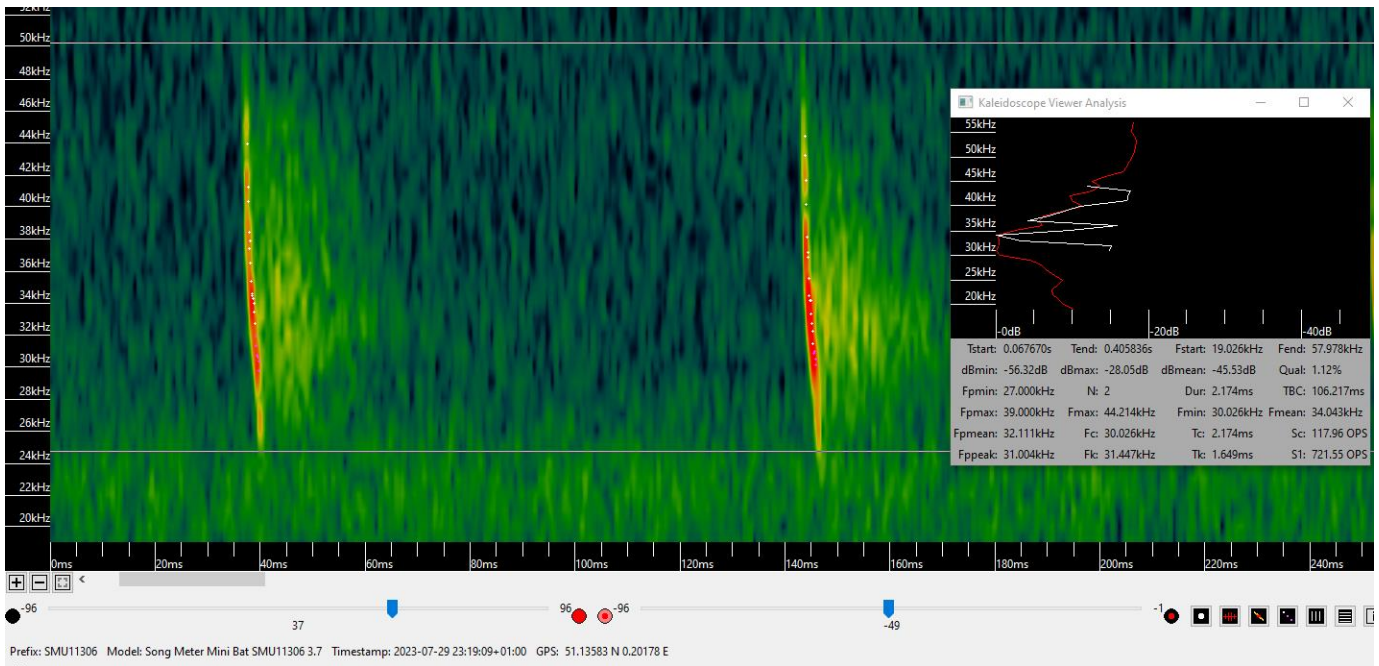 52kHz
50kHz
48kHz
46kHz
44kHz
42kHz
40kHz
38kHz
36kHz
34kHz
32kHz
30kHz
28kHz
26kHz
24kHz
22kHz
20kHz
0ms 20ms 40ms 60ms 80ms 100ms 120ms 140ms 160ms 180ms 200ms 220ms 240ms
Kaleidoscope Viewer Analysis
55kHz
50kHz
45kHz
40kHz
35kHz
30kHz
25kHz
20kHz
-0dB -20dB -40dB
Tstart: 0.067670s Tend: 0.405836s Fstart: 19.026kHz Fend: 57.978kHz
dBmin: -56.32dB dBmax: -28.05dB dBmean: -45.53dB Qual: 1.12%
Fpmin: 27.000kHz N: 2 Dur: 2.174ms TBC: 106.217ms
Fpmax: 39.000kHz Fmax: 44.214kHz Fmin: 30.026kHz Fmean: 34.043kHz
Fpmean: 32.111kHz Fc: 30.026kHz Tc: 2.174ms Sc: 117.96 OPS
Fppeak: 31.004kHz Fk: 31.447kHz Tk: 1.649ms S1: 721.55 OPS
-96 96 -96 -1
37 -49
Prefix: SMU11306 Model: Song Meter Mini Bat SMU11306 3.7 Timestamp: 2023-07-29 23:19:09+01:00 GPS: 51.13583 N 0.20178 E